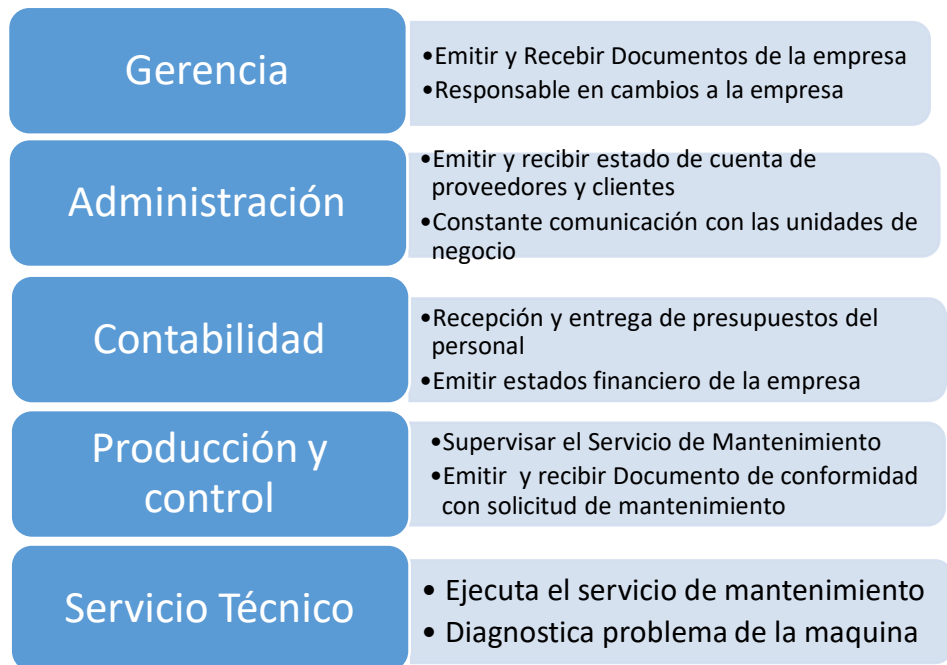 Gerencia
•Emitir y Recebir Documentos de la empresa
•Responsable en cambios a la empresa
Administración
•Emitir y recibir estado de cuenta de
proveedores y clientes
•Constante comunicación con las unidades de
negocio
Contabilidad
•Recepción y entrega de presupuestos del
personal
•Emitir estados financiero de la empresa
Producción y
control
•Supervisar el Servicio de Mantenimiento
•Emitir y recibir Documento de conformidad
con solicitud de mantenimiento
Servicio Técnico
• Ejecuta el servicio de mantenimiento
• Diagnostica problema de la maquina